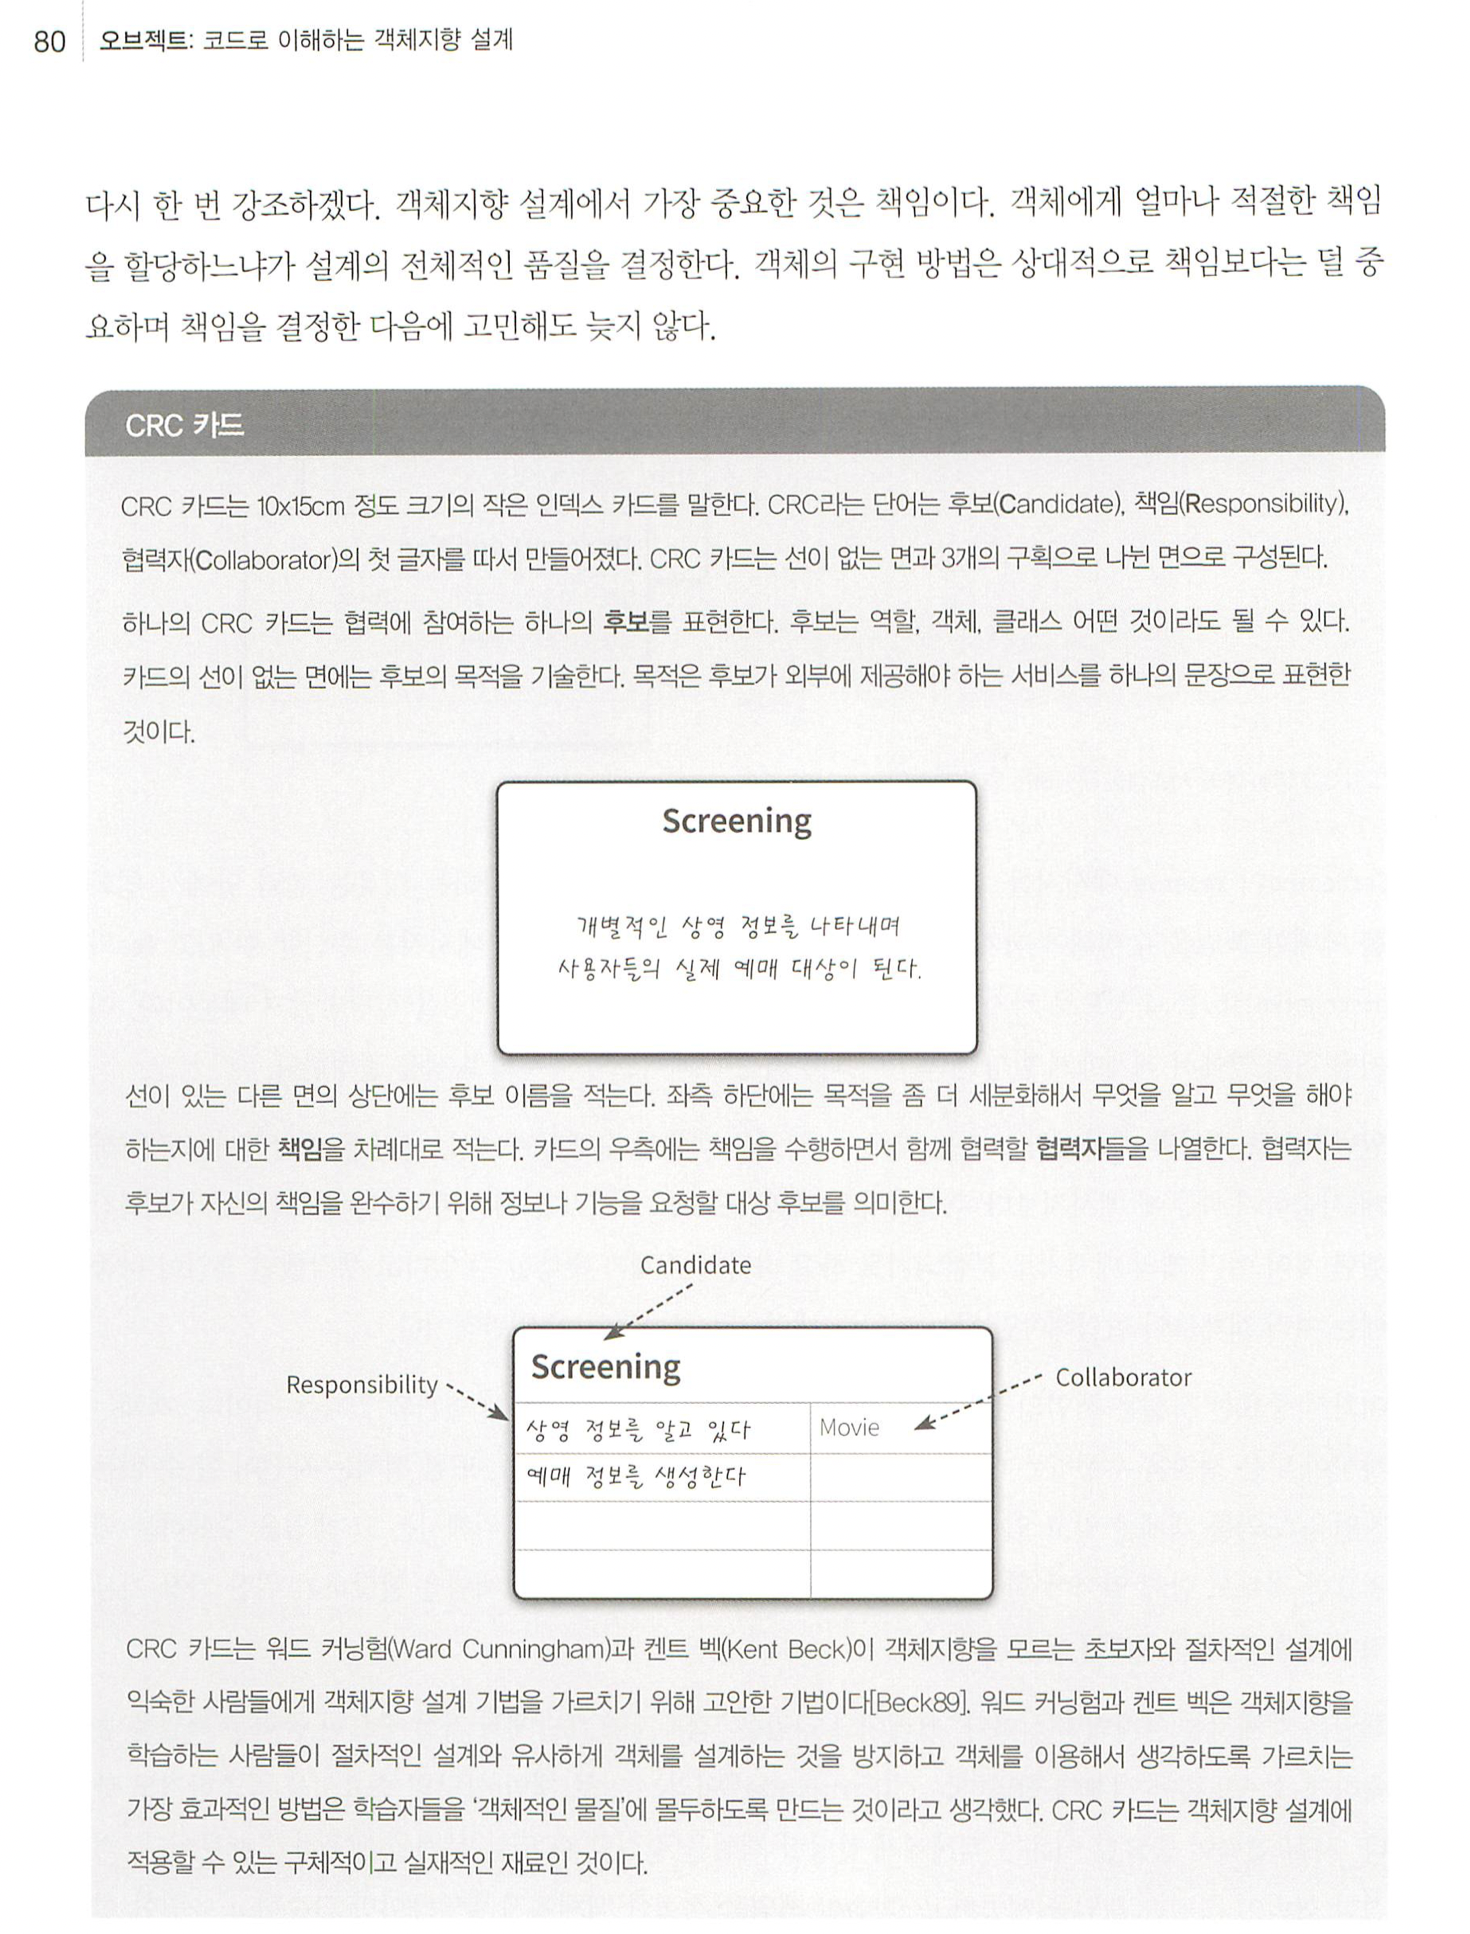 80 오브젝트: 코드로 이해하는 객체지향 설계
다시 한 번 강조하겠다. 객체지향 설계에서 가장 중요한 것은 책임이다. 객체에게 얼마나 적절한 책임
을 할당하느냐가 설계의 전체적인 품질을 결정한다. 객체의 구현 방법은 상대적으로 책임보다는 덜 중
요하며 책임을 결정한 다음에 고민해도 늦지 않다.
CRC 카드
CRC 카드는 10x15cm 정도 크기의 작은 인덱스 카드를 말한다. CRC라는 단어는 후보(Candidate), 책임(Responsibility),
협력자(Collaborator)의 첫 글자를 따서 만들어졌다. CRC 카드는 선이 없는 면과 3개의 구획으로 나뉜 면으로 구성된다.
하나의 CRC 카드는 협력에 참여하는 하나의 후보를 표현한다. 후보는 역할, 객체, 클래스 어떤 것이라도 될 수 있다.
카드의 선이 없는 면에는 후보의 목적을 기술한다. 목적은 후보가 외부에 제공해야 하는 서비스를 하나의 문장으로 표현한
것이다.
Screening
개별적인 상영 정보를 나타내며
사용자들의 실제 예매 대상이 된다.
선이 있는 다른 면의 상단에는 후보 이름을 적는다. 좌측 하단에는 목적을 좀 더 세분화해서 무엇을 알고 무엇을 해야
하는지에 대한 책임을 차례대로 적는다. 카드의 우측에는 책임을 수행하면서 함께 협력할 협력자들을 나열한다. 협력자는
후보가 자신의 책임을 완수하기 위해 정보나 기능을 요청할 대상 후보를 의미한다.
Candidate
Screening
Responsibility
Collaborator
상영 정보를 알고 있다 Movie
예매 정보를 생성한다
CRC 카드는 워드 커닝험(Ward Cunningham)과 켄트 벡(Kent Beck)이 객체지향을 모르는 초보자와 절차적인 설계에
익숙한 사람들에게 객체지향 설계 기법을 가르치기 위해 고안한 기법이다[Beck89]. 워드 커닝험과 켄트 벡은 객체지향을
학습하는 사람들이 절차적인 설계와 유사하게 객체를 설계하는 것을 방지하고 객체를 이용해서 생각하도록 가르치는
가장 효과적인 방법은 학습자들을 ‘객체적인 물질’에 몰두하도록 만드는 것이라고 생각했다. CRC 카드는 객체지향 설계에
적용할 수 있는 구체적이고 실재적인 재료인 것이다.